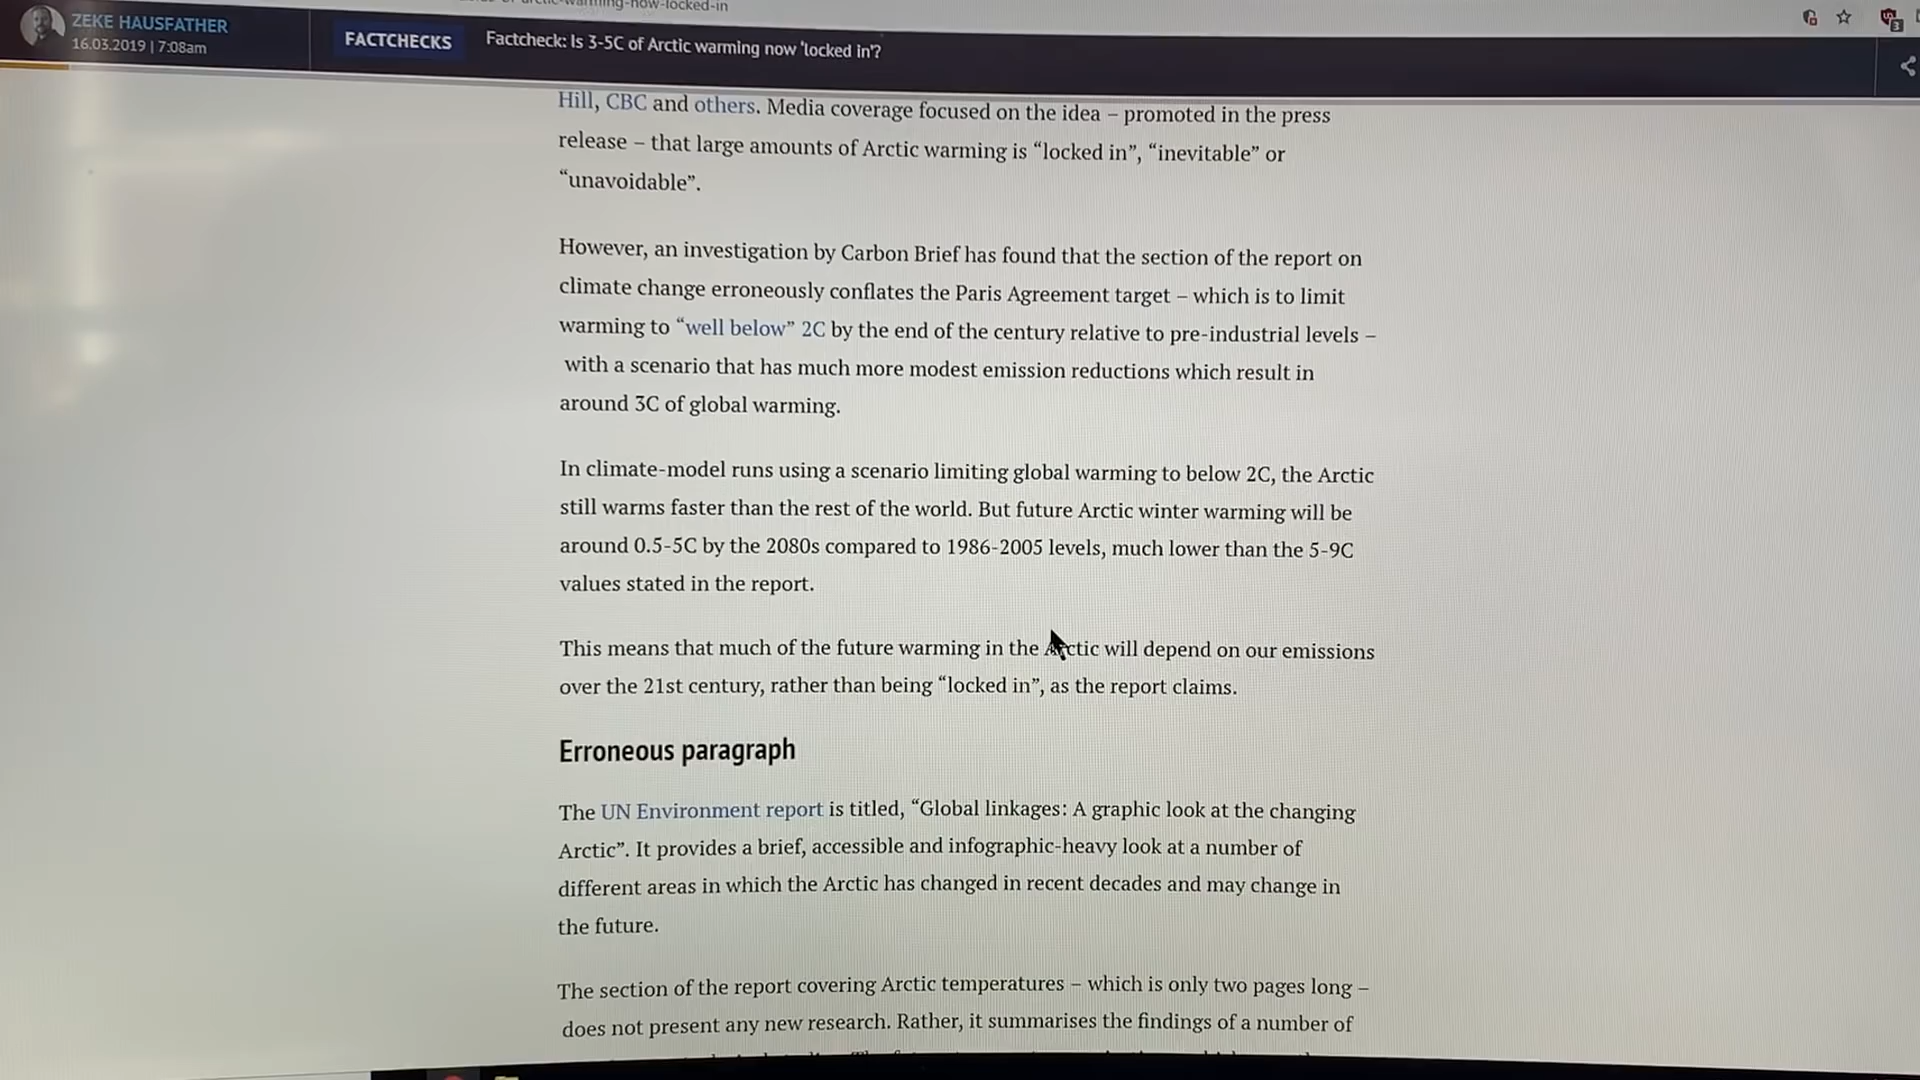 arctic-warming-now-locked-in
ZEKE HAUSFATHER
16.03.2019 | 7:08am
FACTCHECKS
Factcheck: Is 3-5C of Arctic warming now ‘locked in’?
3
Hill, CBC and others. Media coverage focused on the idea – promoted in the press
release – that large amounts of Arctic warming is “locked in”, “inevitable” or
“unavoidable”.
However, an investigation by Carbon Brief has found that the section of the report on
climate change erroneously conflates the Paris Agreement target – which is to limit
warming to “well below” 2C by the end of the century relative to pre-industrial levels –
with a scenario that has much more modest emission reductions which result in
around 3C of global warming.
In climate-model runs using a scenario limiting global warming to below 2C, the Arctic
still warms faster than the rest of the world. But future Arctic winter warming will be
around 0.5-5C by the 2080s compared to 1986-2005 levels, much lower than the 5-9C
values stated in the report.
This means that much of the future warming in the Arctic will depend on our emissions
over the 21st century, rather than being “locked in”, as the report claims.
Erroneous paragraph
The UN Environment report is titled, “Global linkages: A graphic look at the changing
Arctic”. It provides a brief, accessible and infographic-heavy look at a number of
different areas in which the Arctic has changed in recent decades and may change in
the future.
The section of the report covering Arctic temperatures – which is only two pages long –
does not present any new research. Rather, it summarises the findings of a number of